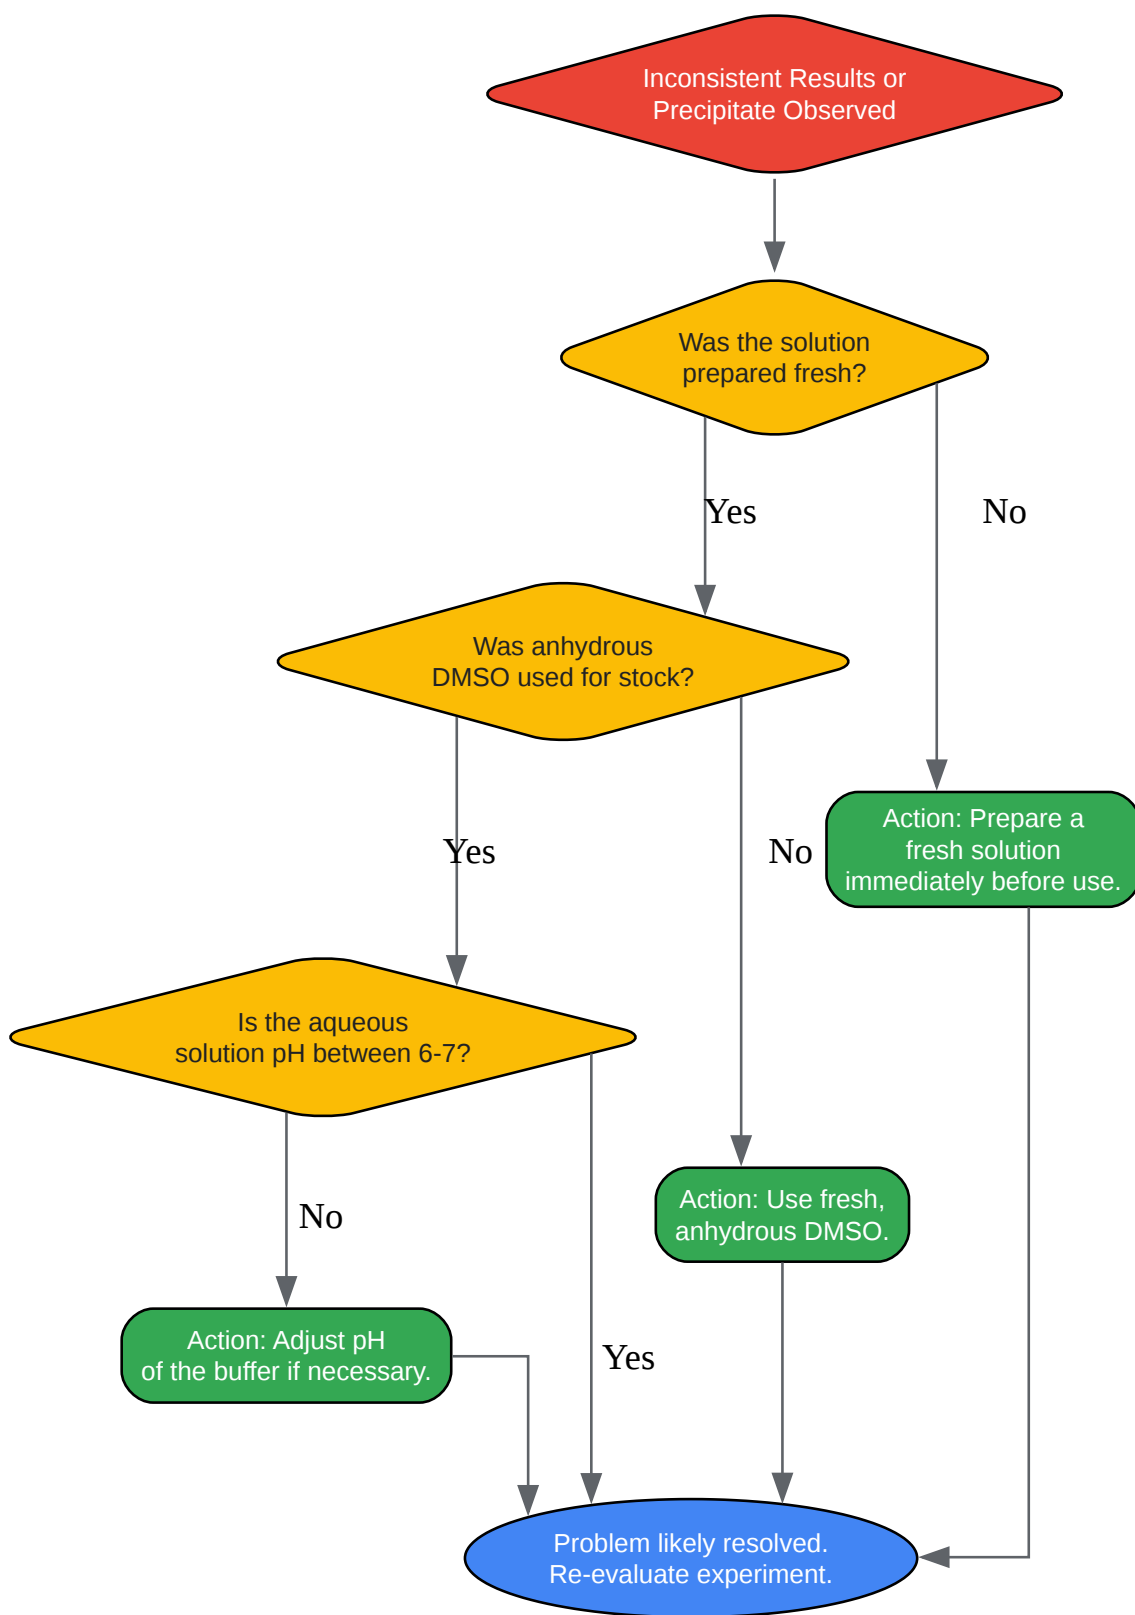 Inconsistent Results or
Precipitate Observed
Was the solution
prepared fresh?
Yes
No
Was anhydrous
DMSO used for stock?
Action: Prepare a
fresh solution
immediately before use.
Yes
No
Is the aqueous
solution pH between 6-7?
Action: Use fresh,
anhydrous DMSO.
No
Action: Adjust pH
of the buffer if necessary.
Yes
Problem likely resolved.
Re-evaluate experiment.